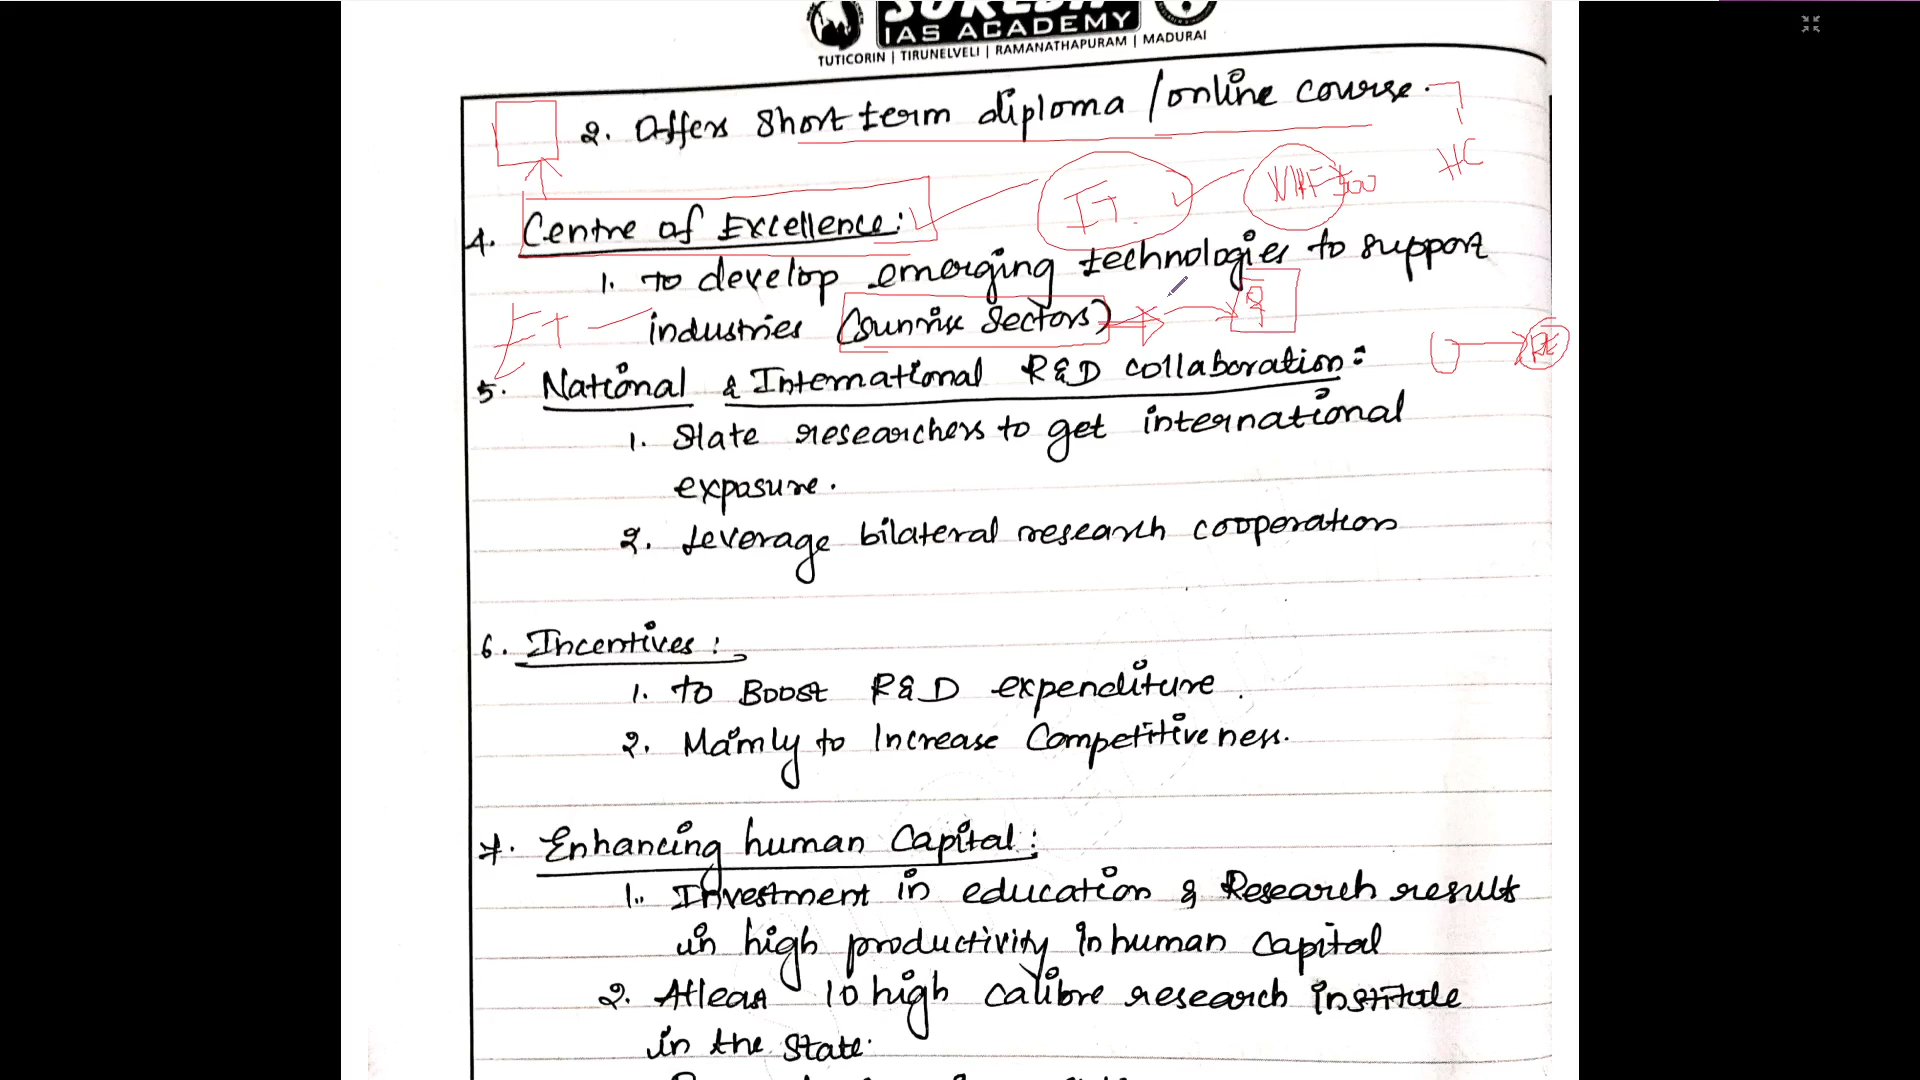 IAS ACADEMY
TUTICORIN | TIRUNELVELI | RAMANATHAPURAM | MADURAI
2. Offers Short term diploma / online course.
HC
ET.
4. Centre of Excellence:
1. To develop emerging technologies to support
ET
industries (Sunrise Sectors)
5. National & International R&D collaboration:
1. State researchers to get international
exposure.
2. Leverage bilateral research cooperation
6. Incentives:
1. To Boost R&D expenditure.
2. Mainly to Increase Competitiveness.
7. Enhancing human Capital:
1. Investment in education & Research results
in high productivity in human capital
2. Atleast 10 high calibre research institute
in the State.